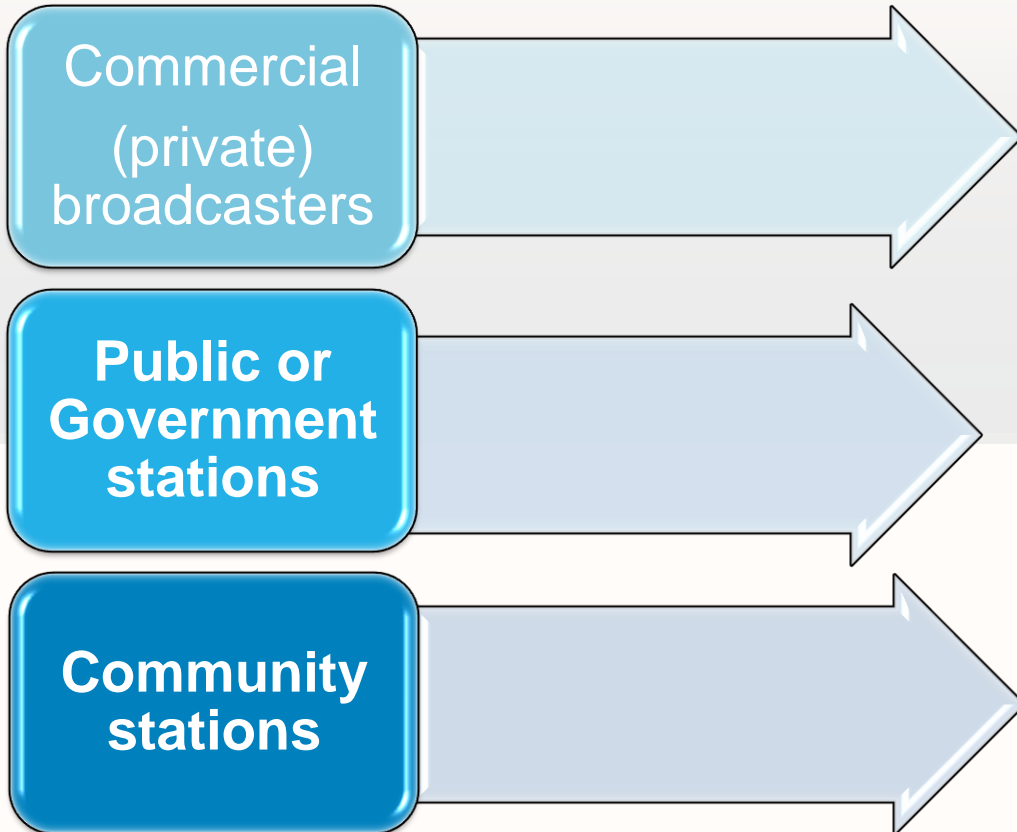 Commercial
(private)
broadcasters
Public or
Government
stations
Community
stations